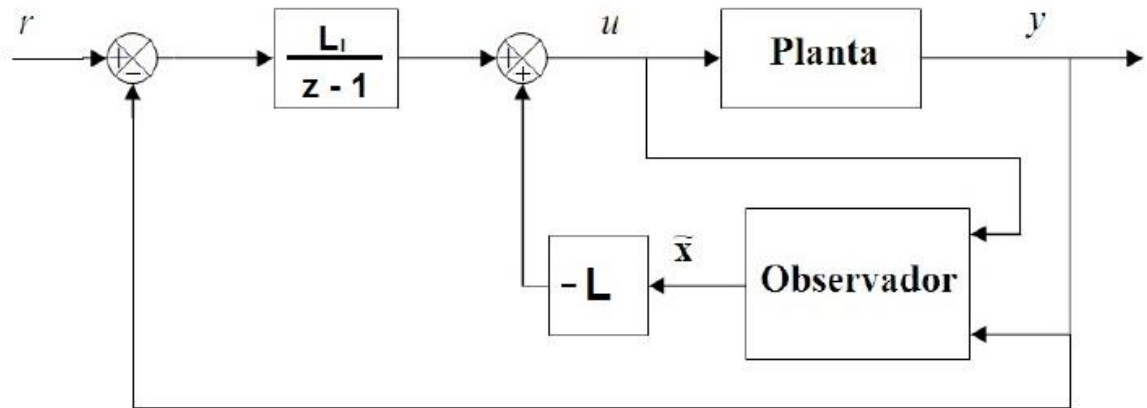 r
+
−
L_I
z - 1
+
+
u
Planta
y
- L
x̃
Observador